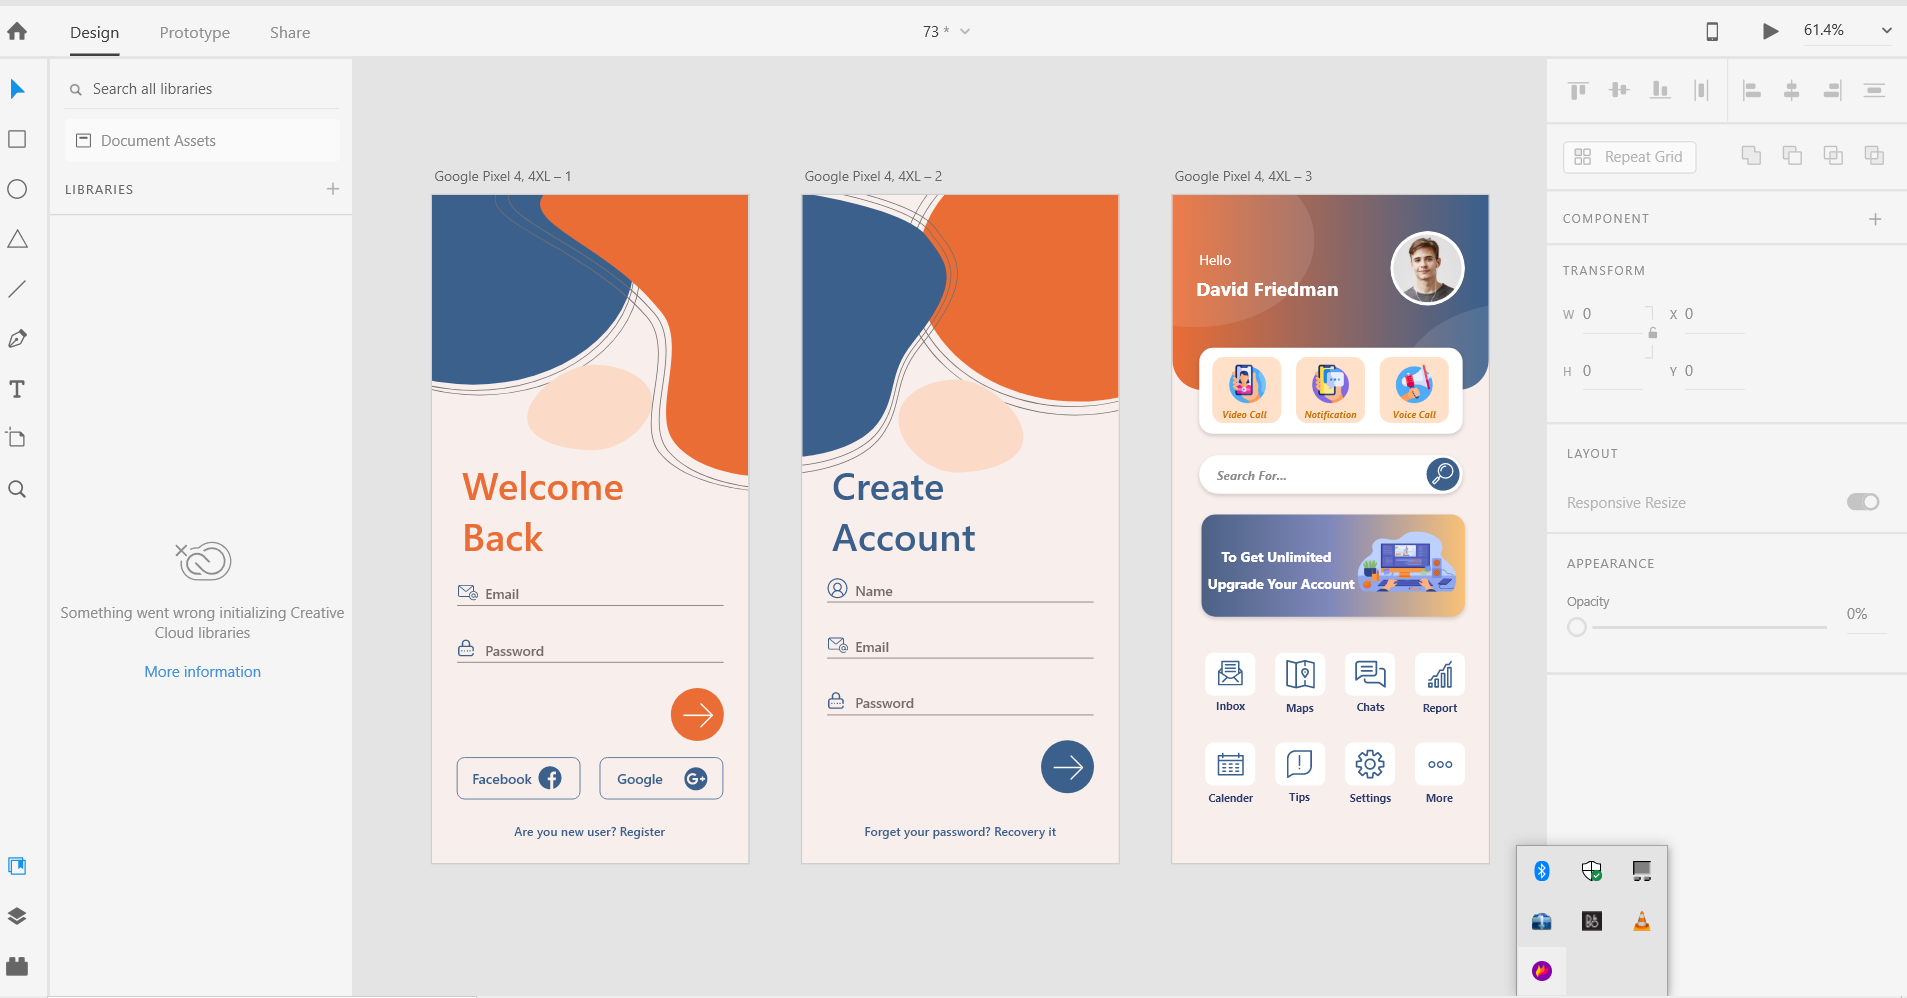 Design
Prototype
Share
73 *
61.4%
Search all libraries
Document Assets
LIBRARIES
Something went wrong initializing Creative
Cloud libraries
More information
Google Pixel 4, 4XL – 1
Welcome
Back
Email
Password
Facebook
Google
G+
Are you new user? Register
Google Pixel 4, 4XL – 2
Create
Account
Name
Email
Password
Forget your password? Recovery it
Google Pixel 4, 4XL – 3
Hello
David Friedman
Video Call
Notification
Voice Call
Search For...
To Get Unlimited
Upgrade Your Account
Inbox
Maps
Chats
Report
Calender
Tips
Settings
More
Repeat Grid
COMPONENT
TRANSFORM
W 0
X 0
H 0
Y 0
LAYOUT
Responsive Resize
APPEARANCE
Opacity
0%